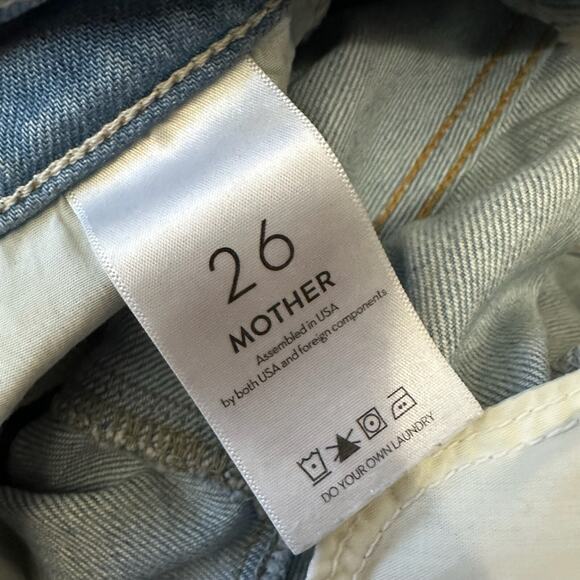 26
MOTHER
Assembled in USA
by both USA and foreign components
DO YOUR OWN LAUNDRY